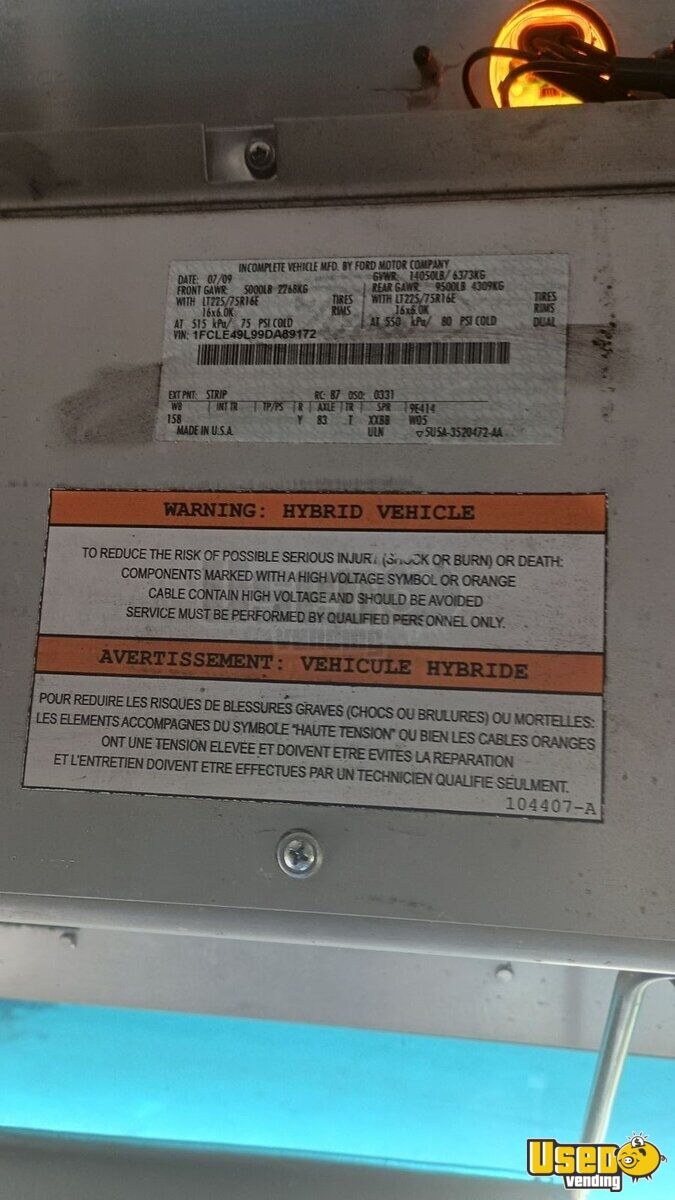 INCOMPLETE VEHICLE MFD. BY FORD MOTOR COMPANY
DATE: 07/09 GVWR: 14050LB/ 6373KG
FRONT GAWR: 5000LB 2268KG REAR GAWR: 9500LB 4309KG
WITH LT225/75R16E TIRES WITH LT225/75R16E TIRES
16x6.0K RIMS 16x6.0K RIMS
AT 515 kPa/ 75 PSI COLD AT 550 kPa/ 80 PSI COLD DUAL
VIN: 1FCLE49L99DA89172
EXT PNT: STRIP RC: 87 DSO: 0331
WB INT TR TP/PS R AXLE TR SPR 9E414
158 Y 83 T XXBB W05
MADE IN U.S.A. ULN 5U5A-3520472-AA
WARNING: HYBRID VEHICLE
TO REDUCE THE RISK OF POSSIBLE SERIOUS INJURY (SHOCK OR BURN) OR DEATH:
COMPONENTS MARKED WITH A HIGH VOLTAGE SYMBOL OR ORANGE
CABLE CONTAIN HIGH VOLTAGE AND SHOULD BE AVOIDED
SERVICE MUST BE PERFORMED BY QUALIFIED PERSONNEL ONLY.
AVERTISSEMENT: VEHICULE HYBRIDE
POUR REDUIRE LES RISQUES DE BLESSURES GRAVES (CHOCS OU BRULURES) OU MORTELLES:
LES ELEMENTS ACCOMPAGNES DU SYMBOLE "HAUTE TENSION" OU BIEN LES CABLES ORANGES
ONT UNE TENSION ELEVEE ET DOIVENT ETRE EVITES LA REPARATION
ET L'ENTRETIEN DOIVENT ETRE EFFECTUES PAR UN TECHNICIEN QUALIFIE SEULMENT.
104407-A
USED
vending